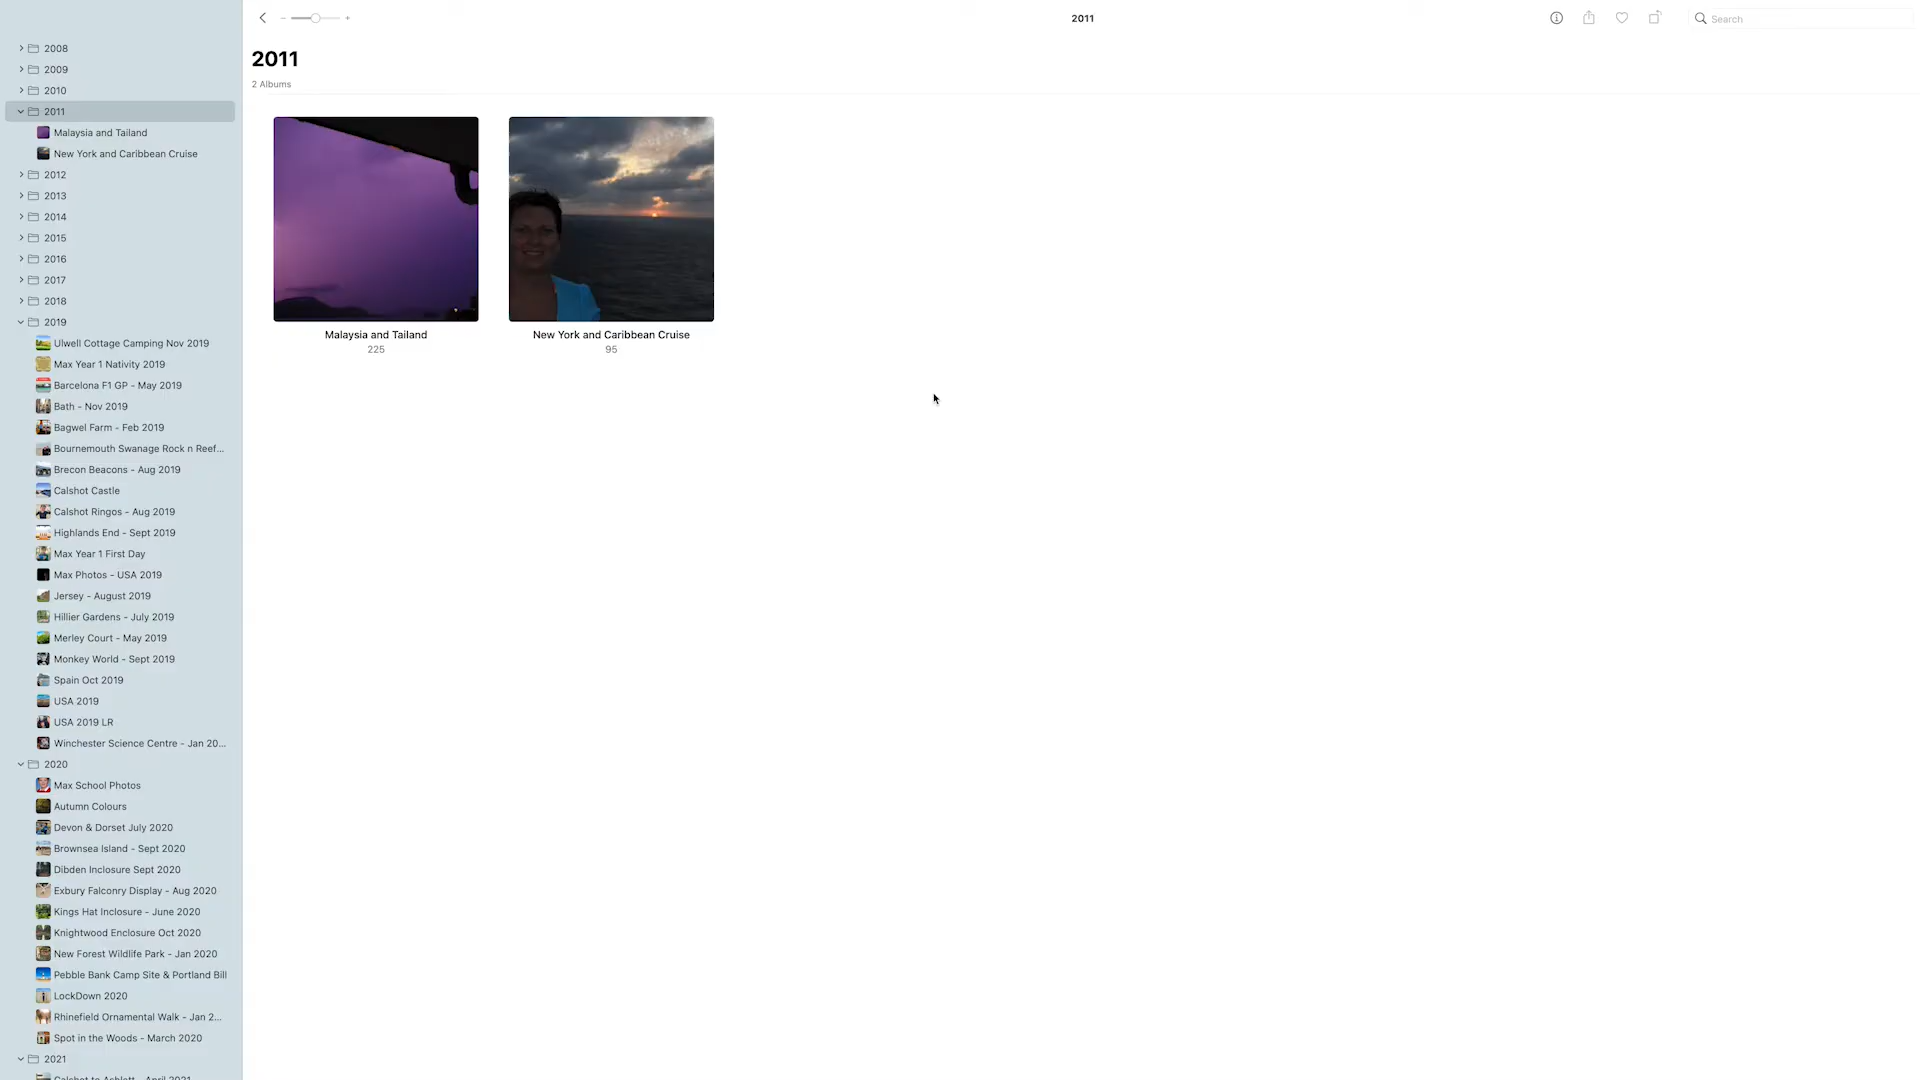 2008
2009
2010
2011
Malaysia and Tailand
New York and Caribbean Cruise
2012
2013
2014
2015
2016
2017
2018
2019
Ulwell Cottage Camping Nov 2019
Max Year 1 Nativity 2019
Barcelona F1 GP - May 2019
Bath - Nov 2019
Bagwel Farm - Feb 2019
Bournemouth Swanage Rock n Reef...
Brecon Beacons - Aug 2019
Calshot Castle
Calshot Ringos - Aug 2019
Highlands End - Sept 2019
Max Year 1 First Day
Max Photos - USA 2019
Jersey - August 2019
Hillier Gardens - July 2019
Merley Court - May 2019
Monkey World - Sept 2019
Spain Oct 2019
USA 2019
USA 2019 LR
Winchester Science Centre - Jan 20...
2020
Max School Photos
Autumn Colours
Devon & Dorset July 2020
Brownsea Island - Sept 2020
Dibden Inclosure Sept 2020
Exbury Falconry Display - Aug 2020
Kings Hat Inclosure - June 2020
Knightwood Enclosure Oct 2020
New Forest Wildlife Park - Jan 2020
Pebble Bank Camp Site & Portland Bill
LockDown 2020
Rhinefield Ornamental Walk - Jan 2...
Spot in the Woods - March 2020
2021
Calshot to Ashlett - April 2021
2011
Search
2011
2 Albums
Malaysia and Tailand
225
New York and Caribbean Cruise
95